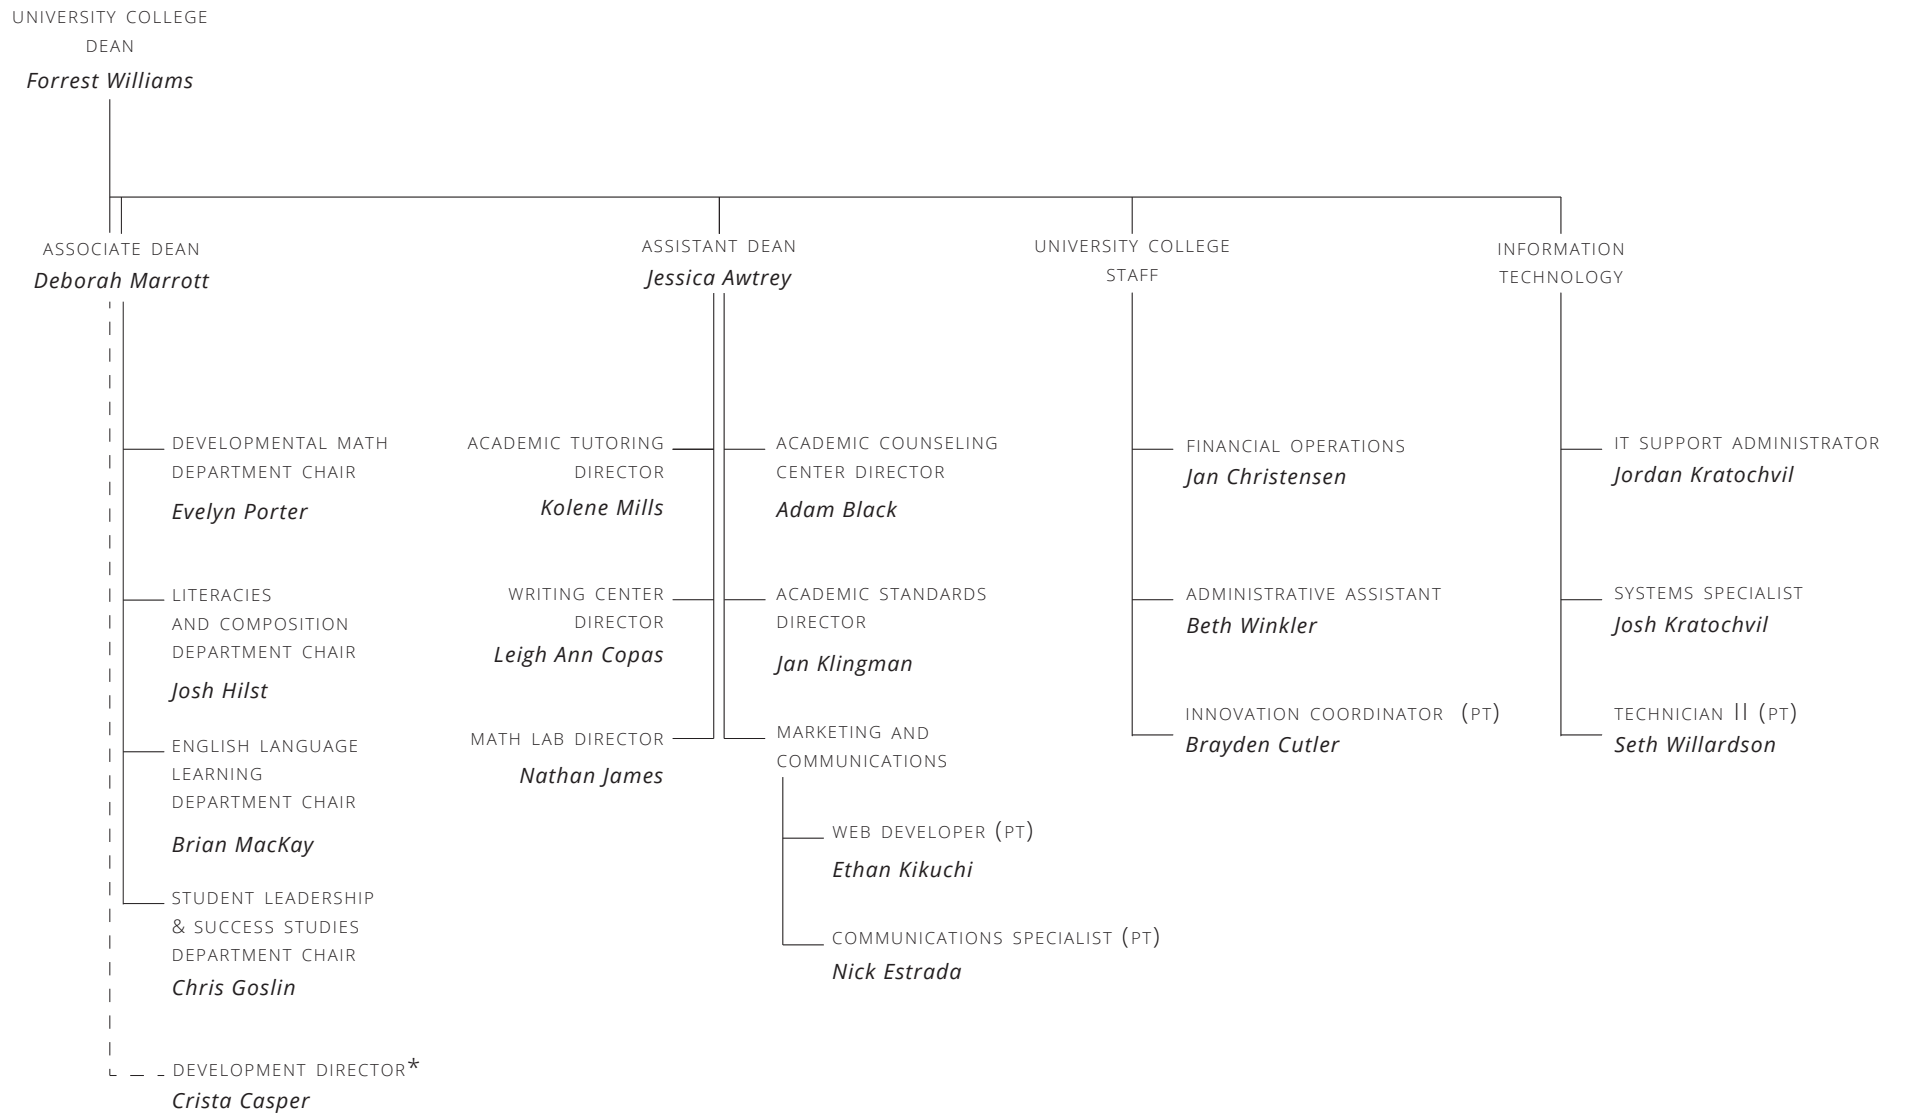 UNIVERSITY COLLEGE
DEAN
Forrest Williams
ASSOCIATE DEAN
Deborah Marrott
DEVELOPMENTAL MATH
DEPARTMENT CHAIR
Evelyn Porter
LITERACIES
AND COMPOSITION
DEPARTMENT CHAIR
Josh Hilst
ENGLISH LANGUAGE
LEARNING
DEPARTMENT CHAIR
Brian MacKay
STUDENT LEADERSHIP
& SUCCESS STUDIES
DEPARTMENT CHAIR
Chris Goslin
DEVELOPMENT DIRECTOR*
Crista Casper
ASSISTANT DEAN
Jessica Awtrey
ACADEMIC TUTORING
DIRECTOR
Kolene Mills
WRITING CENTER
DIRECTOR
Leigh Ann Copas
MATH LAB DIRECTOR
Nathan James
ACADEMIC COUNSELING
CENTER DIRECTOR
Adam Black
ACADEMIC STANDARDS
DIRECTOR
Jan Klingman
MARKETING AND
COMMUNICATIONS
WEB DEVELOPER (PT)
Ethan Kikuchi
COMMUNICATIONS SPECIALIST (PT)
Nick Estrada
UNIVERSITY COLLEGE
STAFF
FINANCIAL OPERATIONS
Jan Christensen
ADMINISTRATIVE ASSISTANT
Beth Winkler
INNOVATION COORDINATOR (PT)
Brayden Cutler
INFORMATION
TECHNOLOGY
IT SUPPORT ADMINISTRATOR
Jordan Kratochvil
SYSTEMS SPECIALIST
Josh Kratochvil
TECHNICIAN II (PT)
Seth Willardson